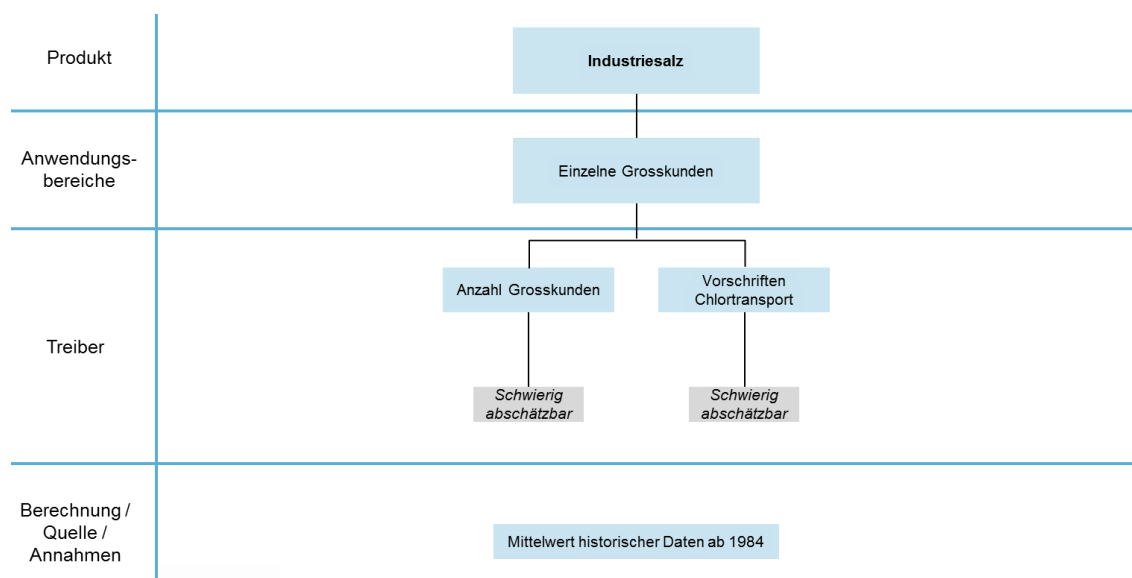 Produkt
Industriesalz
Anwendungs-
bereiche
Einzelne Grosskunden
Treiber
Anzahl Grosskunden
Vorschriften
Chlortransport
Schwierig
abschätzbar
Schwierig
abschätzbar
Berechnung /
Quelle /
Annahmen
Mittelwert historischer Daten ab 1984